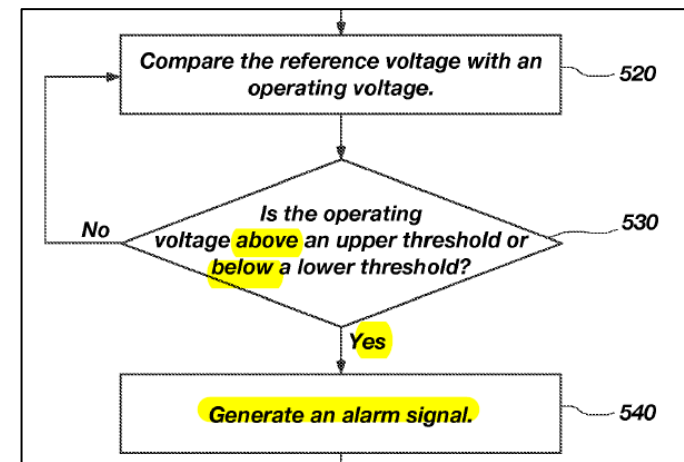 Compare the reference voltage with an
operating voltage.
520
Is the operating
voltage above an upper threshold or
below a lower threshold?
530
No
Yes
Generate an alarm signal.
540